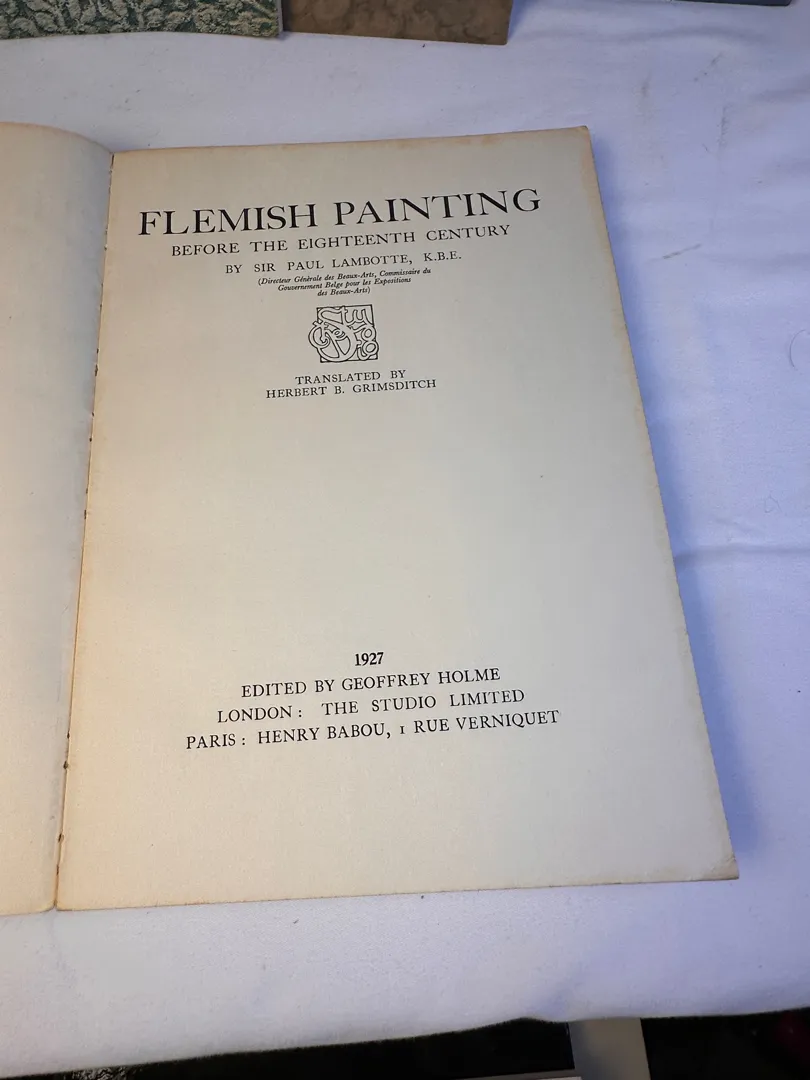 FLEMISH PAINTING
BEFORE THE EIGHTEENTH CENTURY
BY SIR PAUL LAMBOTTE, K.B.E.
(Directeur Générale des Beaux-Arts, Commissaire du
Gouvernement Belge pour les Expositions
des Beaux-Arts)
The
Studio
TRANSLATED BY
HERBERT B. GRIMSDITCH
1927
EDITED BY GEOFFREY HOLME
LONDON : THE STUDIO LIMITED
PARIS : HENRY BABOU, 1 RUE VERNIQUET